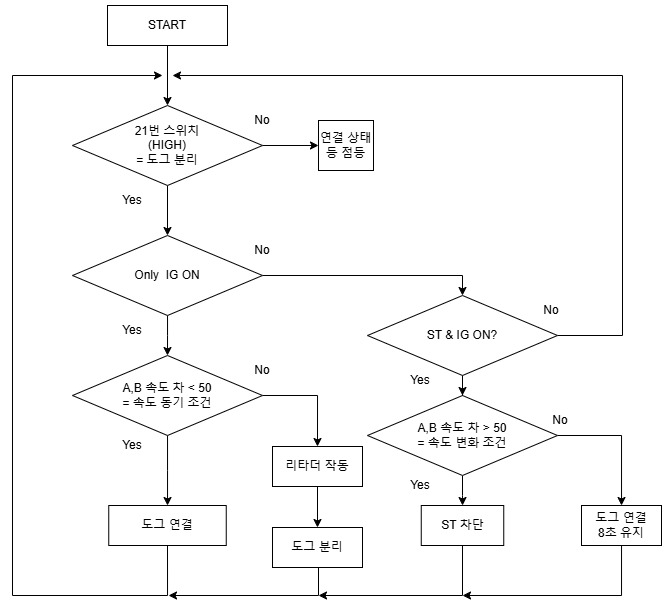 START
21번 스위치
(HIGH)
= 도그 분리
No
연결 상태
등 점등
Yes
Only IG ON
No
Yes
ST & IG ON?
No
Yes
A,B 속도 차 < 50
= 속도 동기 조건
No
Yes
A,B 속도 차 > 50
= 속도 변화 조건
No
Yes
리타더 작동
도그 연결
도그 분리
ST 차단
도그 연결
8초 유지